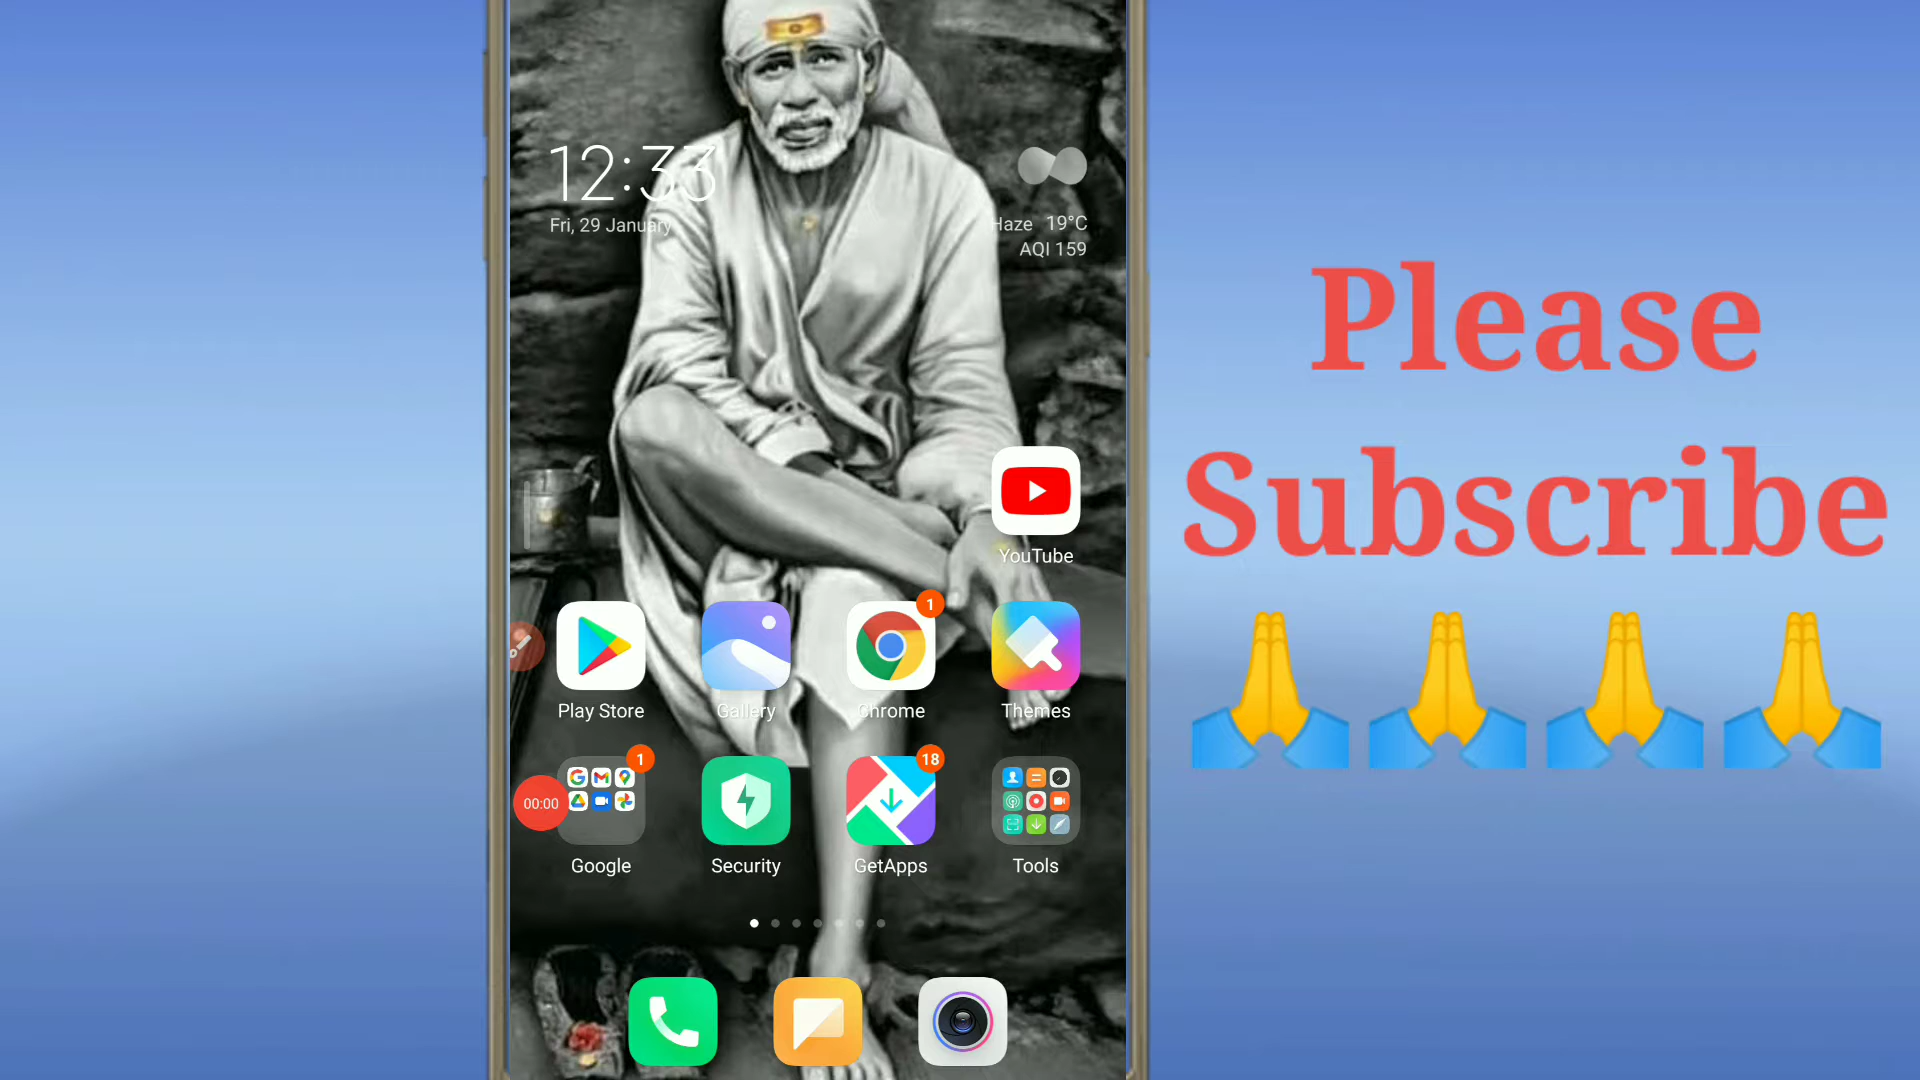 12:33
Fri, 29 January
Haze 19°C
AQI 159
Please
Subscribe
YouTube
1
Play Store
Gallery
Chrome
Themes
1
18
00:00
Google
Security
GetApps
Tools